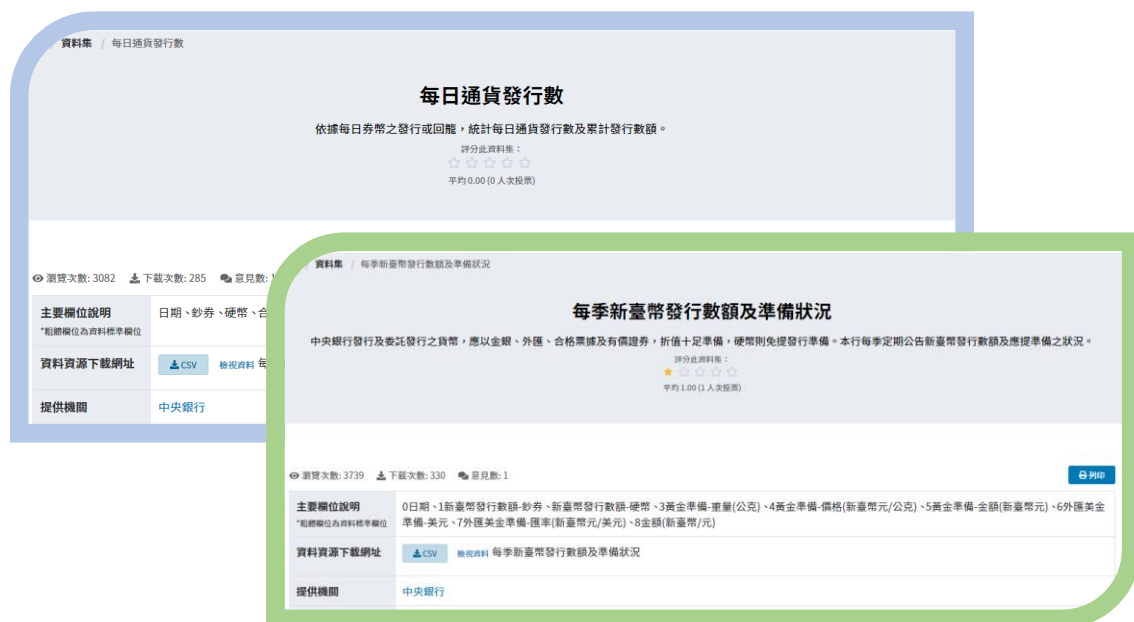 / 資料集 / 每日通貨發行數
每日通貨發行數
依據每日券幣之發行或回籠，統計每日通貨發行數及累計發行數額。
評分此資料集：
平均 0.00 (0 人次投票)
瀏覽次數: 3082 下載次數: 285 意見數: 1
主要欄位說明 日期、鈔券、硬幣、合
*粗體欄位為資料標準欄位
資料資源下載網址 CSV 檢視資料 每
提供機關 中央銀行
/ 資料集 / 每季新臺幣發行數額及準備狀況
每季新臺幣發行數額及準備狀況
中央銀行發行及委託發行之貨幣，應以金銀、外匯、合格票據及有價證券，折值十足準備，硬幣則免提發行準備。本行每季定期公告新臺幣發行數額及應提準備之狀況。
評分此資料集：
平均 1.00 (1 人次投票)
瀏覽次數: 3739 下載次數: 330 意見數: 1 列印
主要欄位說明 0日期、1新臺幣發行數額-鈔券、新臺幣發行數額-硬幣、3黃金準備-重量(公克)、4黃金準備-價格(新臺幣元/公克)、5黃金準備-金額(新臺幣元)、6外匯美金
*粗體欄位為資料標準欄位 準備-美元、7外匯美金準備-匯率(新臺幣元/美元)、8金額(新臺幣/元)
資料資源下載網址 CSV 檢視資料 每季新臺幣發行數額及準備狀況
提供機關 中央銀行